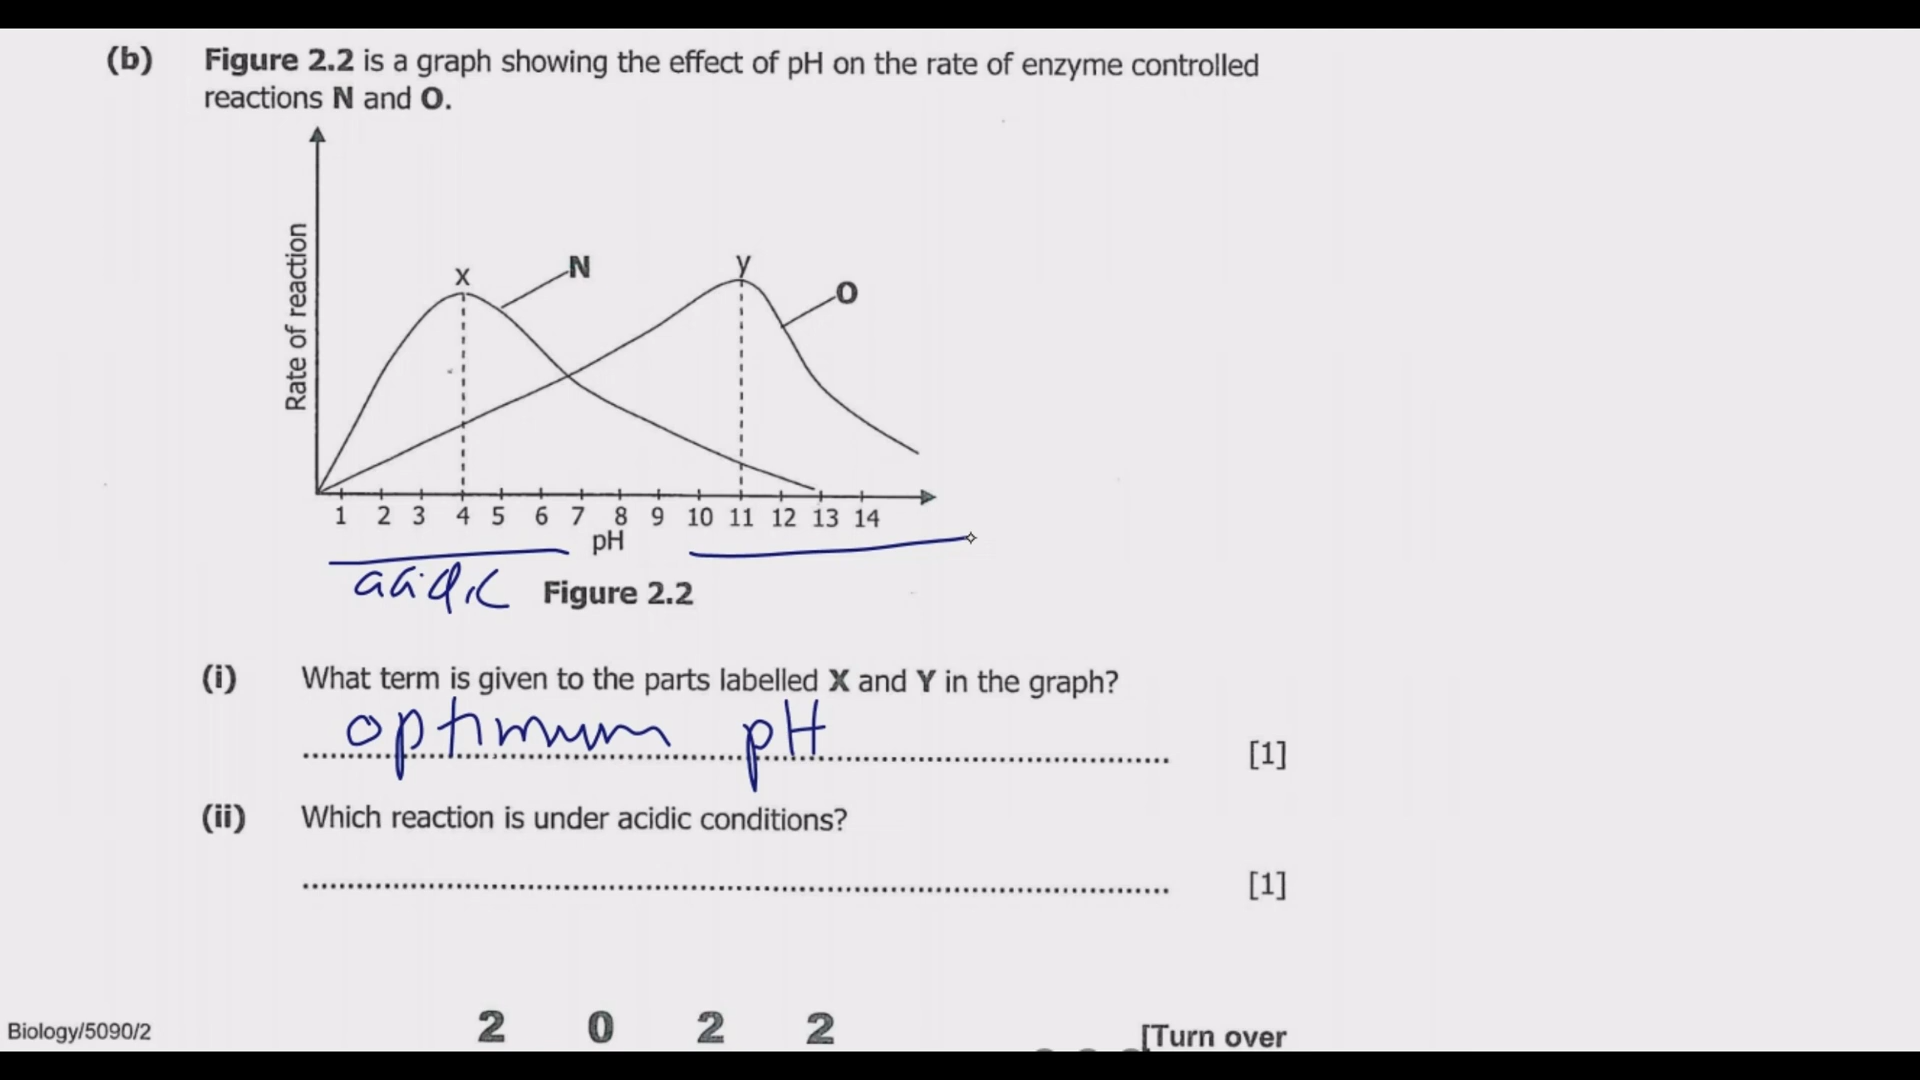 (b) Figure 2.2 is a graph showing the effect of pH on the rate of enzyme controlled
reactions N and O.
Rate of reaction
x
N
y
O
1 2 3 4 5 6 7 8 9 10 11 12 13 14
pH
acidic
Figure 2.2
(i) What term is given to the parts labelled X and Y in the graph?
optimum pH
[1]
(ii) Which reaction is under acidic conditions?
[1]
Biology/5090/2
2 0 2 2
[Turn over